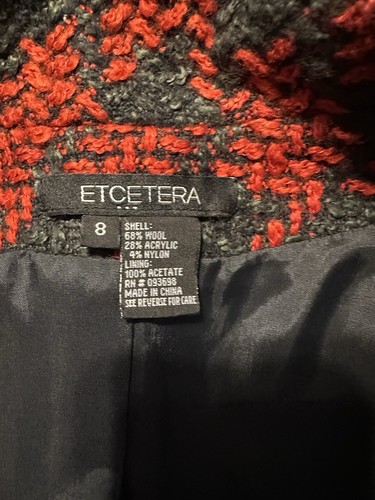 ETCETERA
8
SHELL:
68% WOOL
28% ACRYLIC
4% NYLON
LINING:
100% ACETATE
RN # 093698
MADE IN CHINA
SEE REVERSE FOR CARE